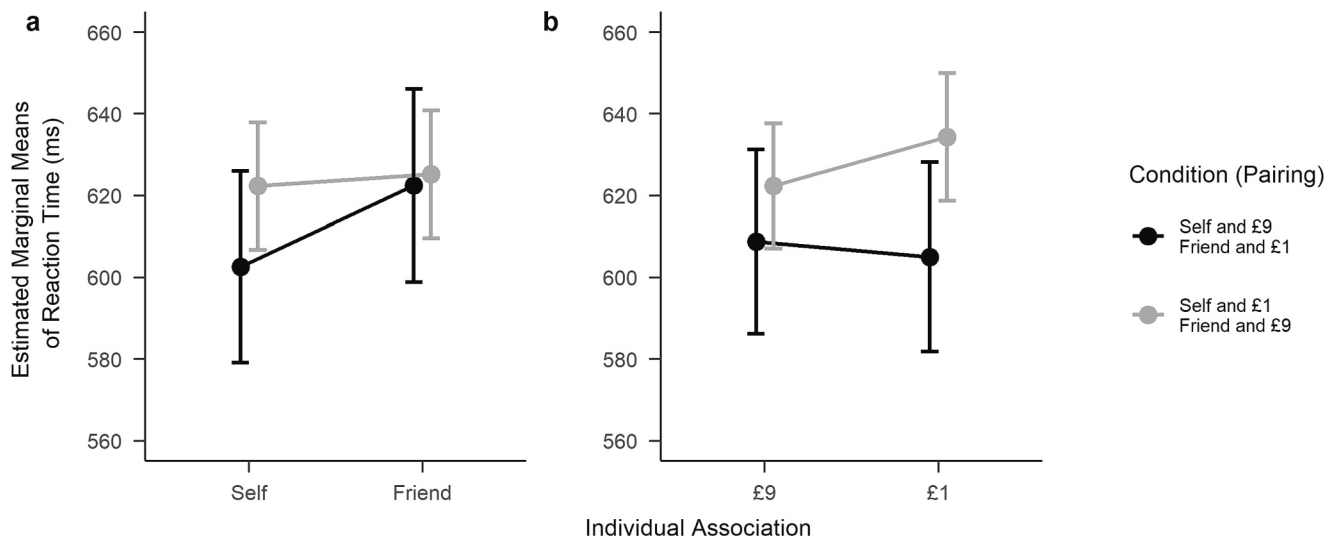 a
b
Estimated Marginal Means
of Reaction Time (ms)
660
640
620
600
580
560
Self
Friend
660
640
620
600
580
560
£9
£1
Individual Association
Condition (Pairing)
Self and £9
Friend and £1
Self and £1
Friend and £9